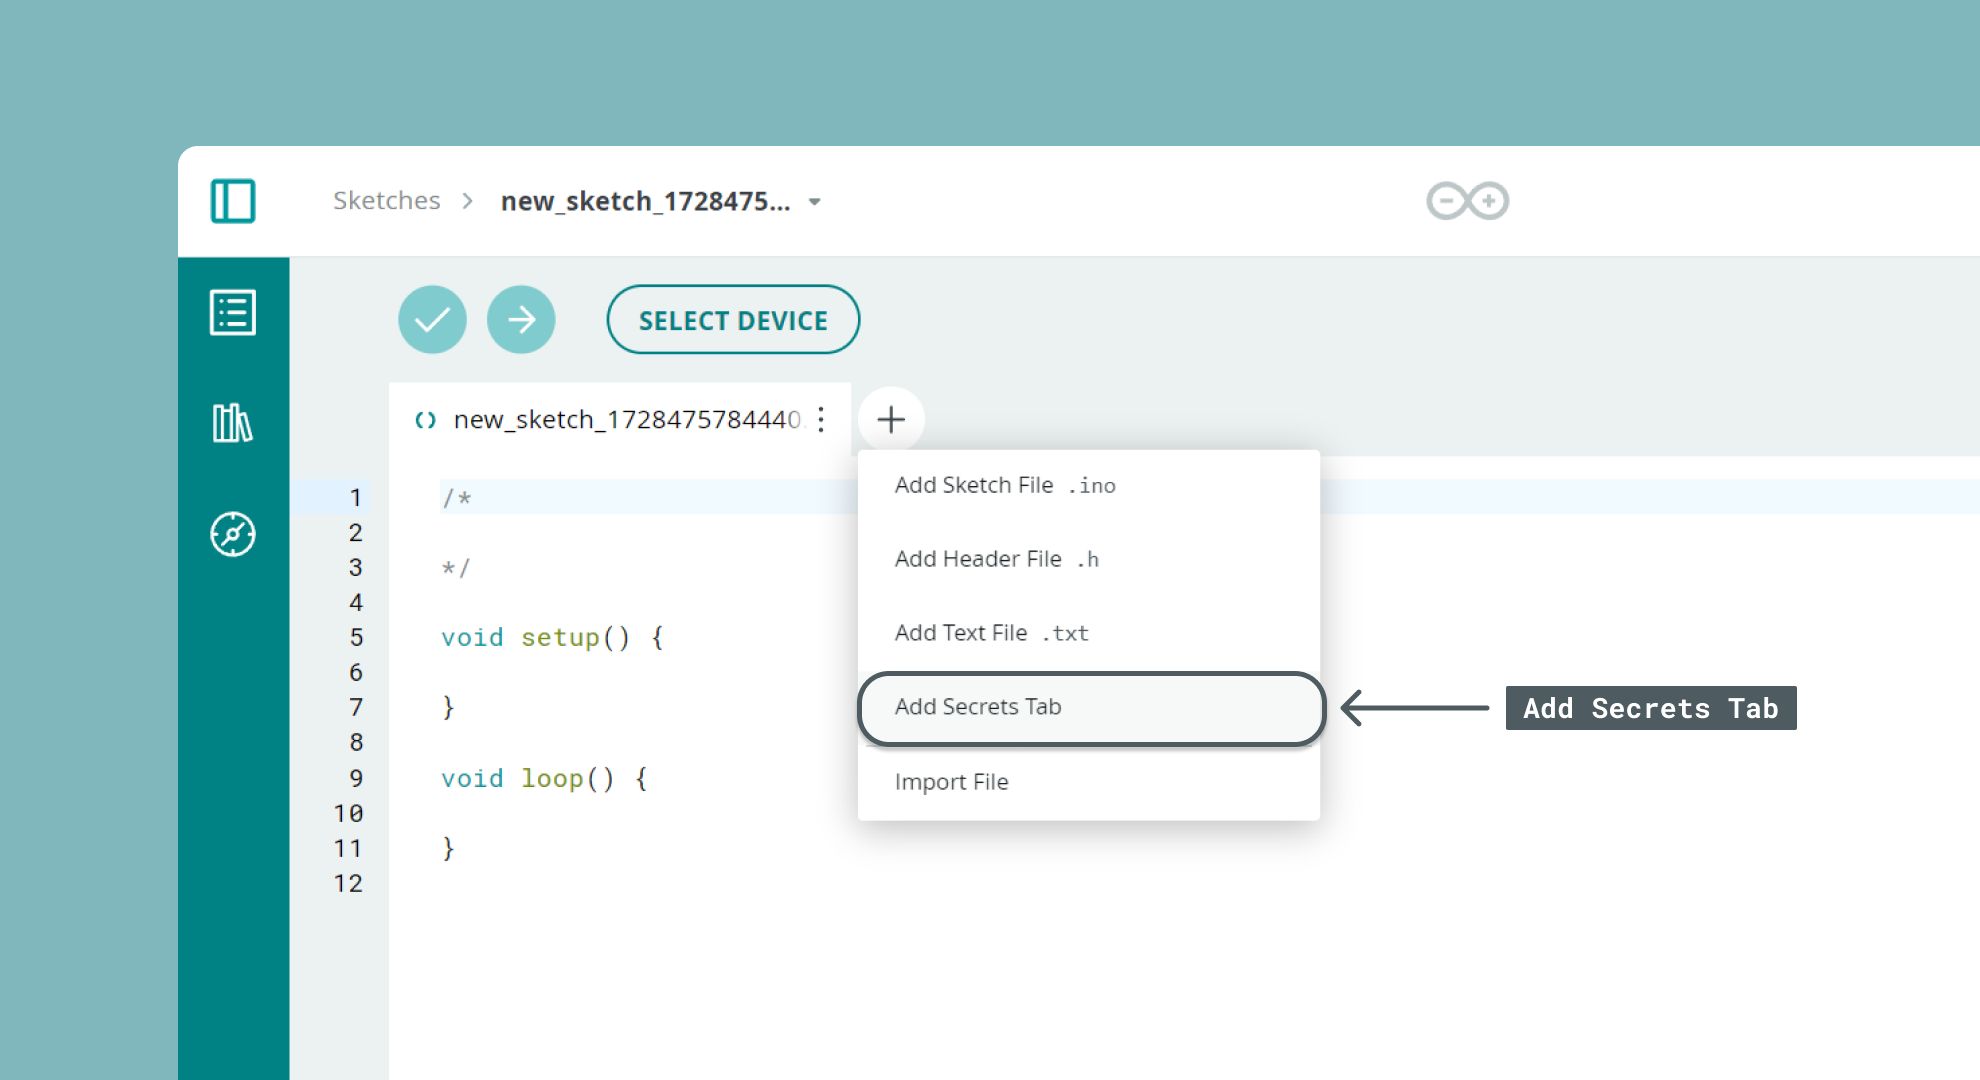 Sketches > new_sketch_1728475...
SELECT DEVICE
new_sketch_1728475784440.
Add Sketch File .ino
Add Header File .h
Add Text File .txt
Add Secrets Tab
Import File
Add Secrets Tab
1 /*
2
3 */
4
5 void setup() {
6
7 }
8
9 void loop() {
10
11 }
12